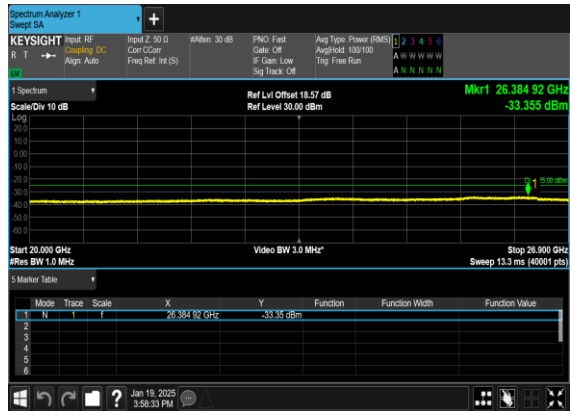 Spectrum Analyzer 1
Swept SA
KEYSIGHT Input: RF Input Z: 50 Ω #Atten: 30 dB PNO: Fast Avg Type: Power (RMS) 1 2 3 4 5 6
R T Coupling: DC Corr CCorr Gate: Off Avg|Hold: 100/100 A W W W W W
Align: Auto Freq Ref: Int (S) IF Gain: Low Trig: Free Run
Sig Track: Off A N N N N N
1 Spectrum
Scale/Div 10 dB
Ref Lvl Offset 18.57 dB
Ref Level 30.00 dBm
Mkr1 26.384 92 GHz
-33.355 dBm
Log
20.0
10.0
0.00
-10.0
-20.0
-30.0
-40.0
-50.0
-60.0
1
Start 20.000 GHz Video BW 3.0 MHz* Stop 26.900 GHz
#Res BW 1.0 MHz Sweep 13.3 ms (40001 pts)
5 Marker Table
Mode Trace Scale X Y Function Function Width Function Value
1 N 1 f 26.384 92 GHz -33.35 dBm
2
3
4
5
6
Jan 19, 2025
3:58:33 PM